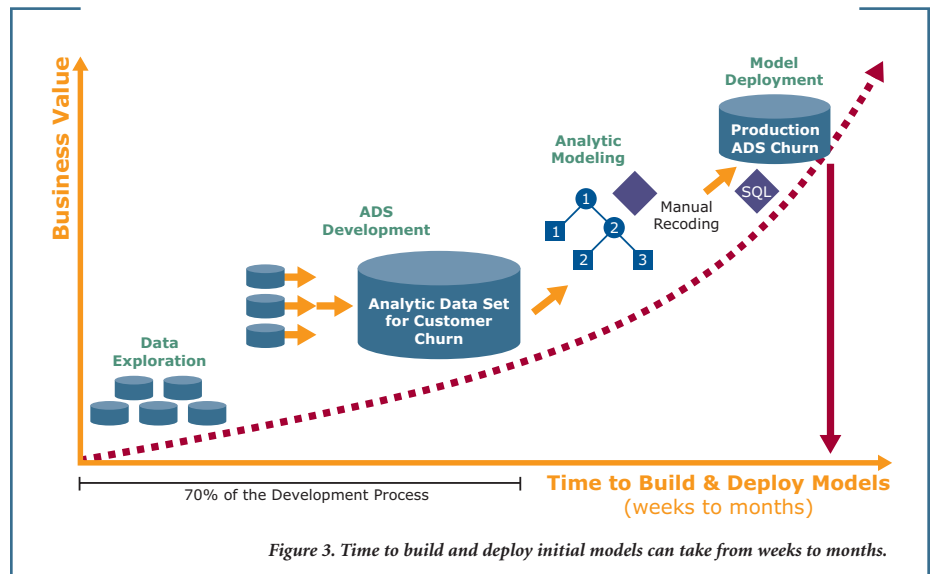 Business Value
Data
Exploration
ADS
Development
Analytic Data Set
for Customer
Churn
Analytic
Modeling
1
1
2
2
3
Manual
Recoding
Model
Deployment
Production
ADS Churn
SQL
70% of the Development Process
Time to Build & Deploy Models
(weeks to months)
Figure 3. Time to build and deploy initial models can take from weeks to months.